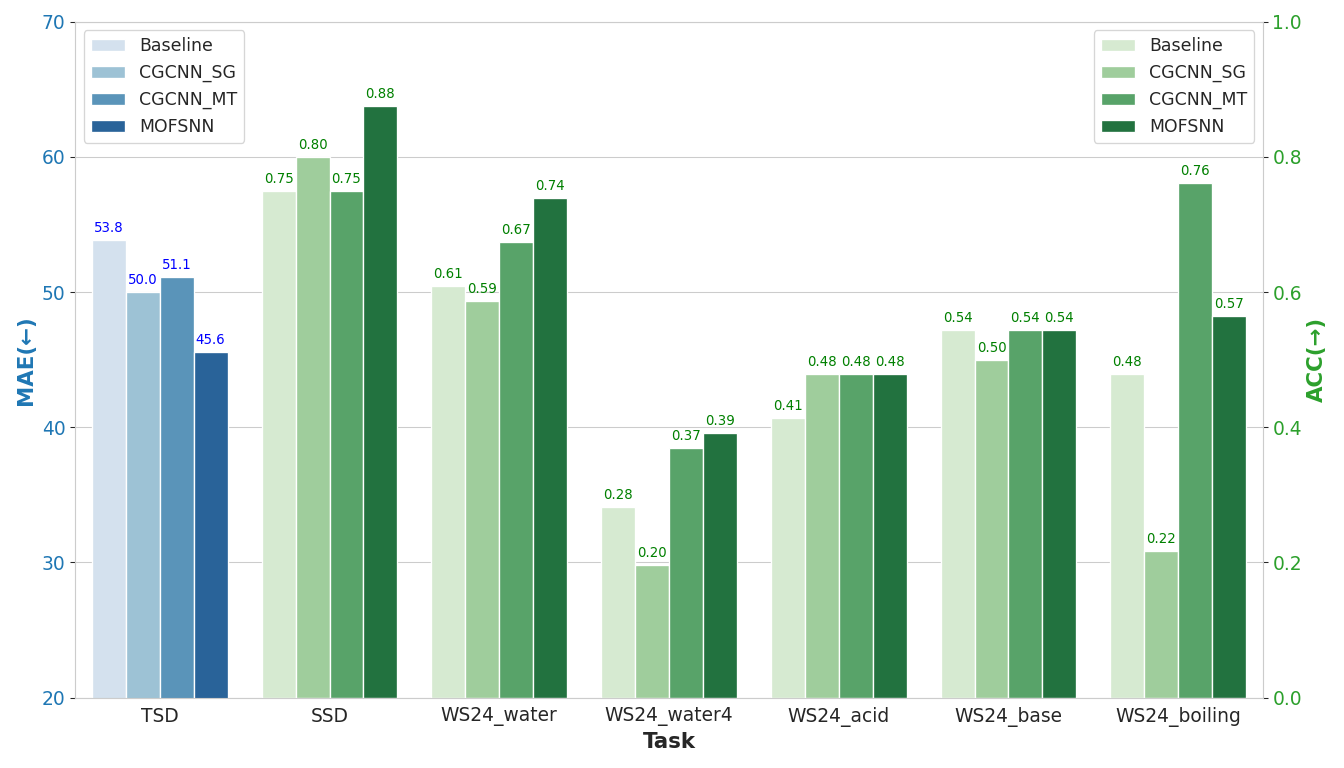 70
60
50
40
30
20
MAE(←)
Baseline
CGCNN_SG
CGCNN_MT
MOFSNN
Baseline
CGCNN_SG
CGCNN_MT
MOFSNN
53.8
50.0
51.1
45.6
0.75
0.80
0.75
0.88
0.61
0.59
0.67
0.74
0.28
0.20
0.37
0.39
0.41
0.48
0.48
0.48
0.54
0.50
0.54
0.54
0.48
0.22
0.76
0.57
1.0
0.8
0.6
0.4
0.2
0.0
ACC(→)
TSD
SSD
WS24_water
WS24_water4
WS24_acid
WS24_base
WS24_boiling
Task